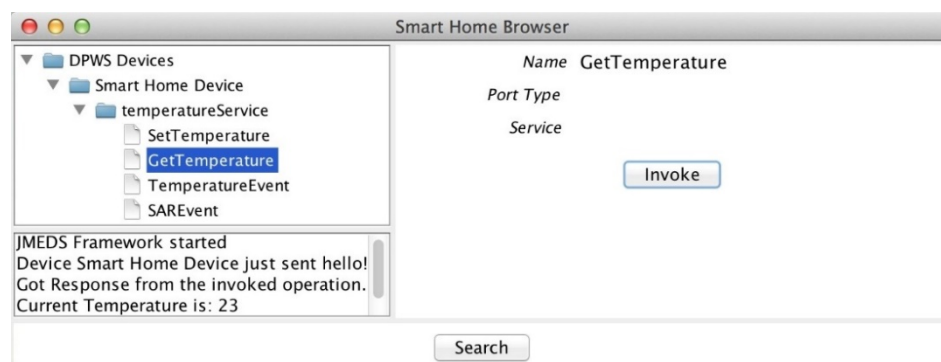 Smart Home Browser
DPWS Devices
Smart Home Device
temperatureService
SetTemperature
GetTemperature
TemperatureEvent
SAREvent
JMEDS Framework started
Device Smart Home Device just sent hello!
Got Response from the invoked operation.
Current Temperature is: 23
Name GetTemperature
Port Type
Service
Invoke
Search